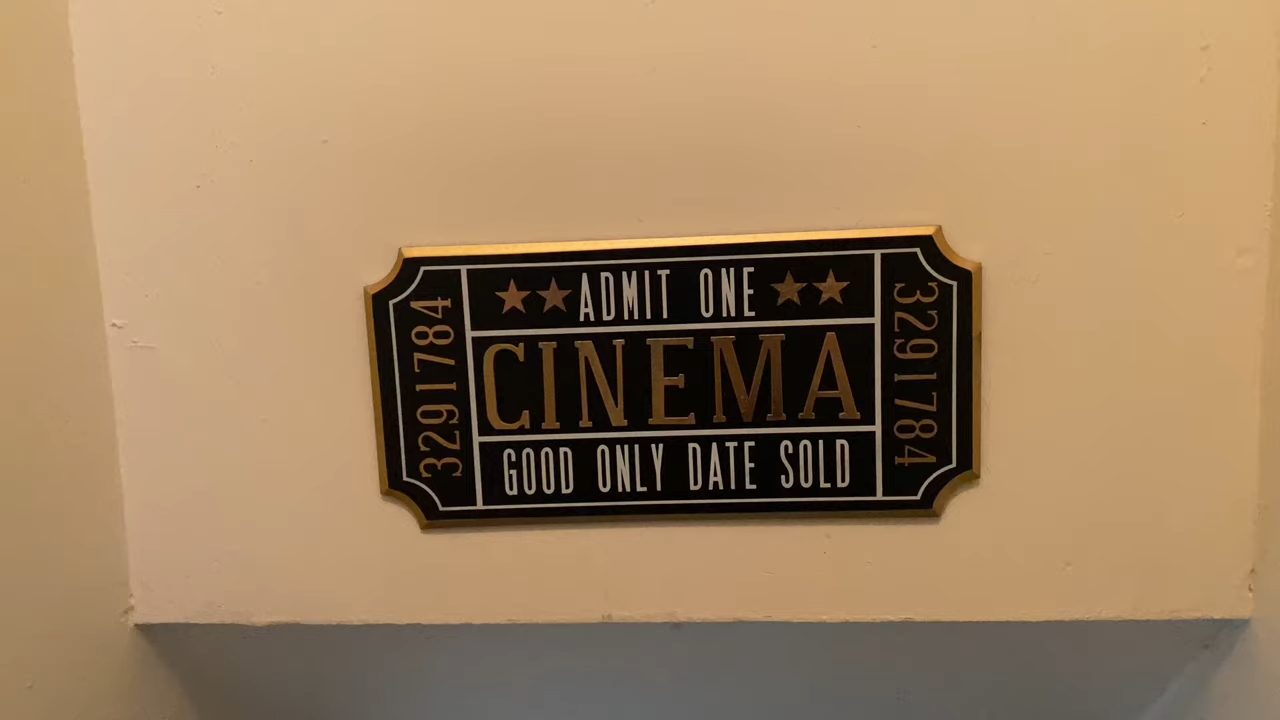 3291784
★★ADMIT ONE★★
CINEMA
GOOD ONLY DATE SOLD
3291784